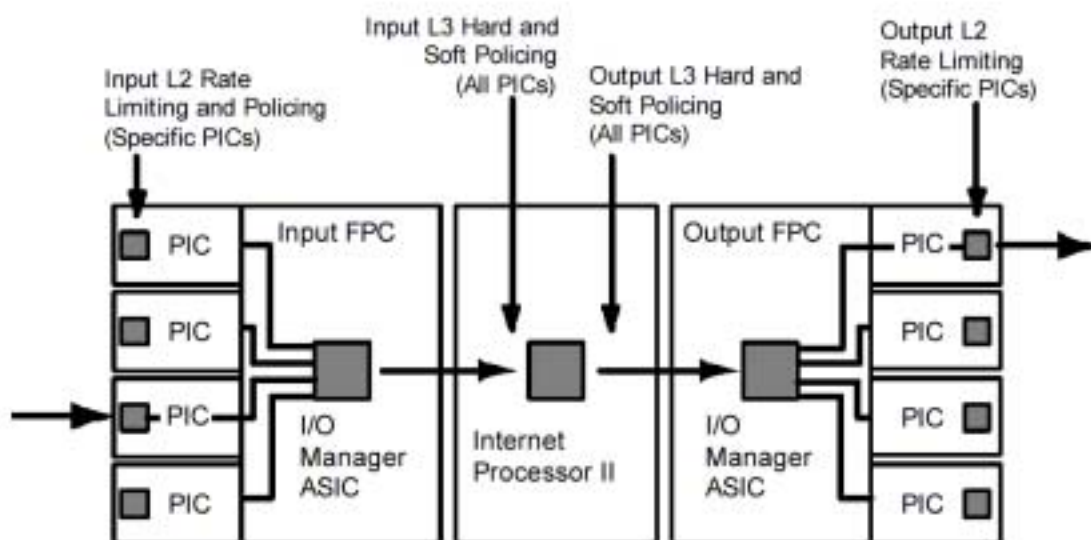 Input L2 Rate
Limiting and Policing
(Specific PICs)
Input L3 Hard and
Soft Policing
(All PICs)
Output L3 Hard and
Soft Policing
(All PICs)
Output L2
Rate Limiting
(Specific PICs)
PIC
PIC
PIC
PIC
Input FPC
I/O
Manager
ASIC
Internet
Processor II
Output FPC
I/O
Manager
ASIC
PIC
PIC
PIC
PIC